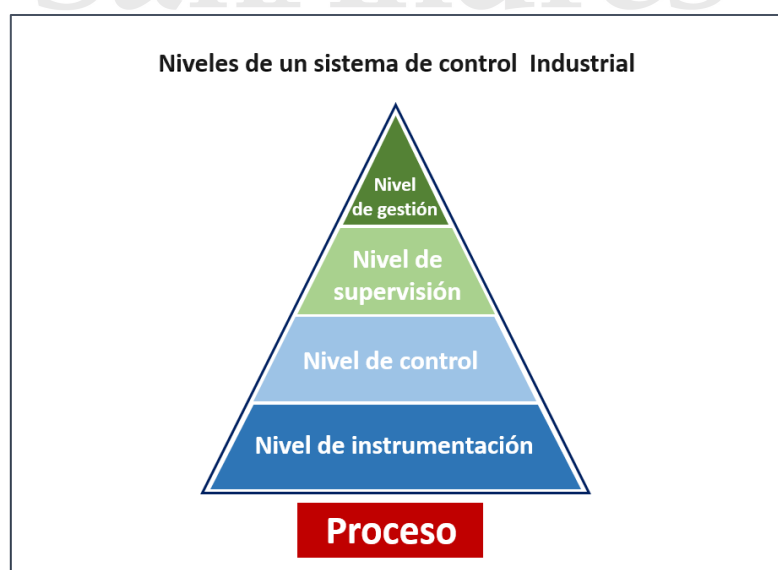 Niveles de un sistema de control Industrial
Nivel
de gestión
Nivel de
supervisión
Nivel de control
Nivel de instrumentación
Proceso